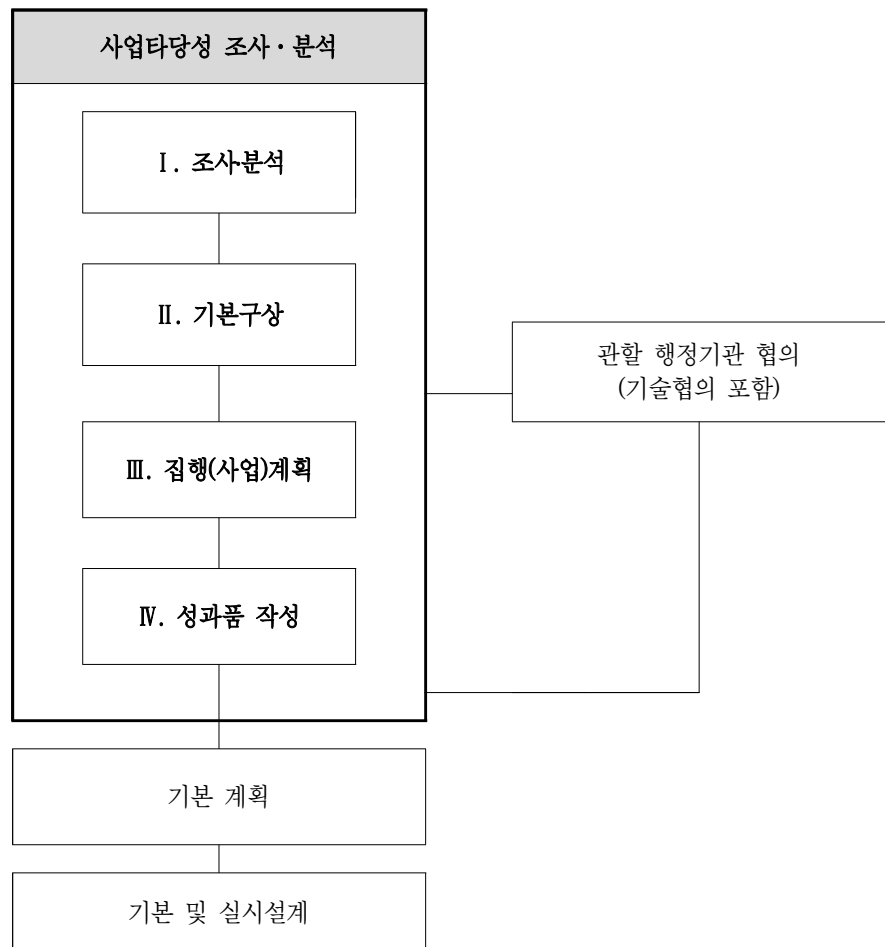 사업타당성 조사·분석
Ⅰ. 조사·분석
Ⅱ. 기본구상
관할 행정기관 협의
(기술협의 포함)
Ⅲ. 집행(사업)계획
Ⅳ. 성과품 작성
기본 계획
기본 및 실시설계